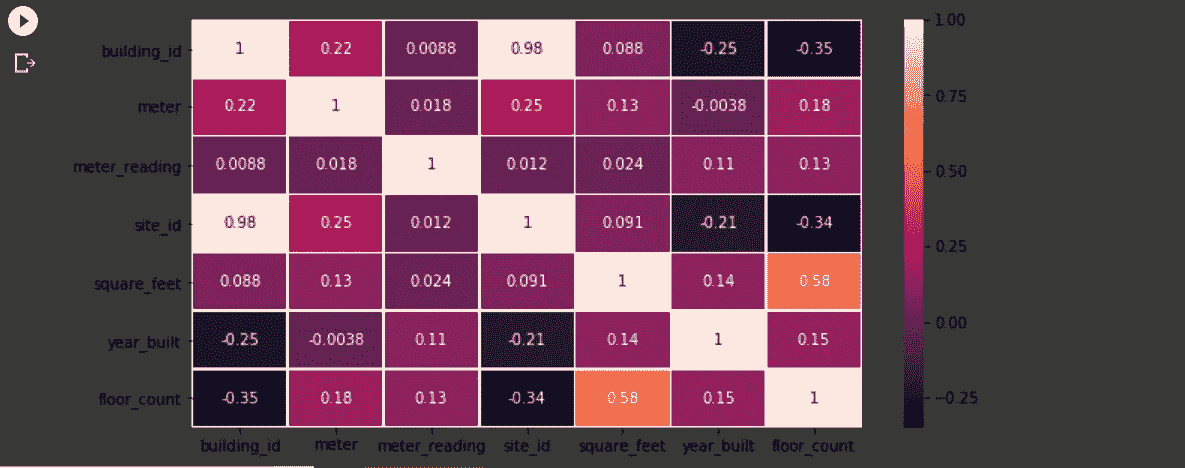 building_id 1 0.22 0.0088 0.98 0.088 -0.25 -0.35 1.00
meter 0.22 1 0.018 0.25 0.13 -0.0038 0.18 0.75
meter_reading 0.0088 0.018 1 0.012 0.024 0.11 0.13 0.50
site_id 0.98 0.25 0.012 1 0.091 -0.21 -0.34 0.25
square_feet 0.088 0.13 0.024 0.091 1 0.14 0.58
year_built -0.25 -0.0038 0.11 -0.21 0.14 1 0.15 0.00
floor_count -0.35 0.18 0.13 -0.34 0.58 0.15 1 -0.25
building_id meter meter_reading site_id square_feet year_built floor_count